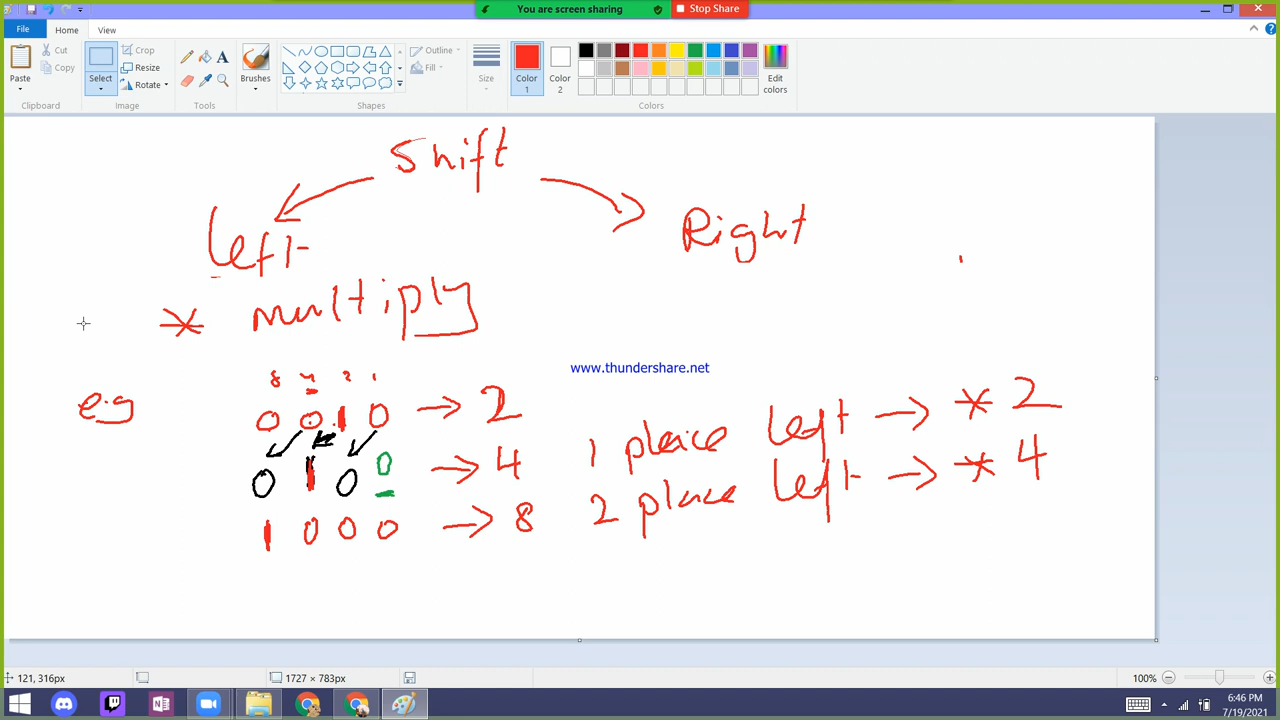 You are screen sharing Stop Share
File Home View
Paste Cut Copy Clipboard
Select Crop Resize Rotate Image
Tools
Brushes
Outline Fill Shapes
Size
Color 1 Color 2 Edit colors Colors
Shift
Left Right
* multiply
www.thundershare.net
8 4 2 1
e.g 0 0 1 0 → 2 1 place left → * 2
0 1 0 0 → 4 2 place left → * 4
1 0 0 0 → 8
121, 316px 1727 × 783px 100%
6:46 PM
7/19/2021